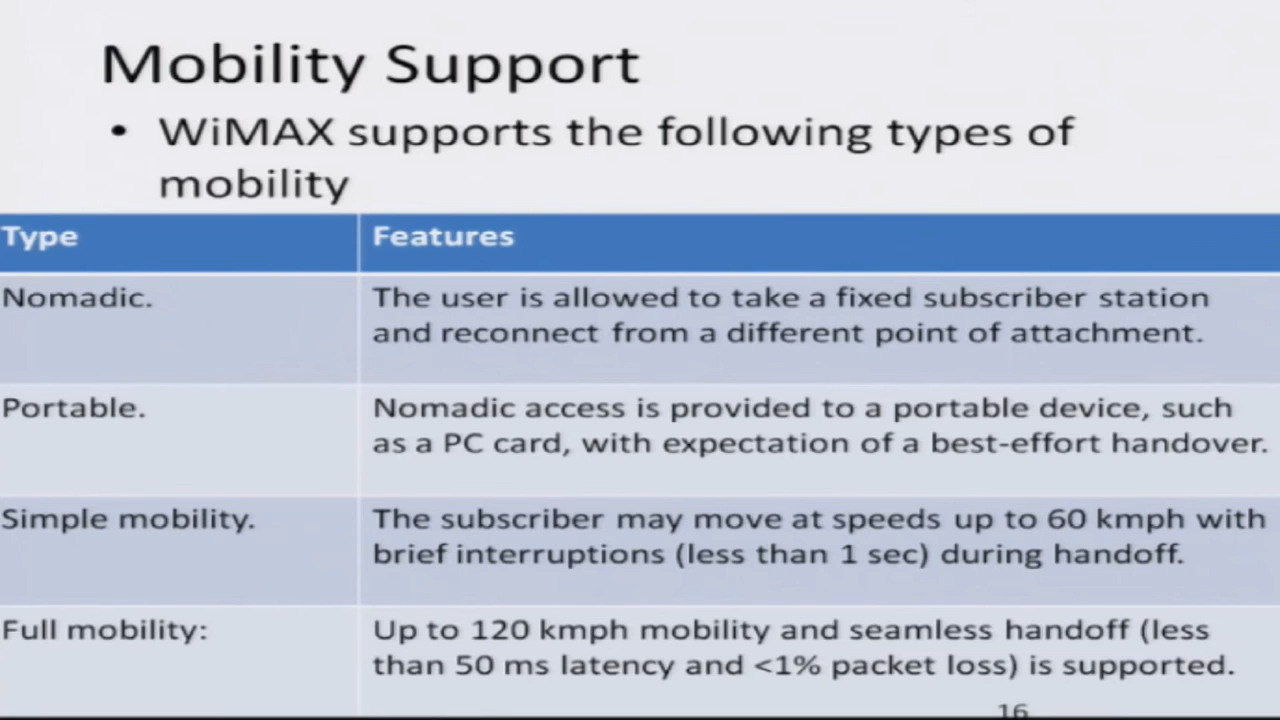 Mobility Support
• WiMAX supports the following types of
mobility
Type
Features
Nomadic.
The user is allowed to take a fixed subscriber station
and reconnect from a different point of attachment.
Portable.
Nomadic access is provided to a portable device, such
as a PC card, with expectation of a best-effort handover.
Simple mobility.
The subscriber may move at speeds up to 60 kmph with
brief interruptions (less than 1 sec) during handoff.
Full mobility:
Up to 120 kmph mobility and seamless handoff (less
than 50 ms latency and <1% packet loss) is supported.
16